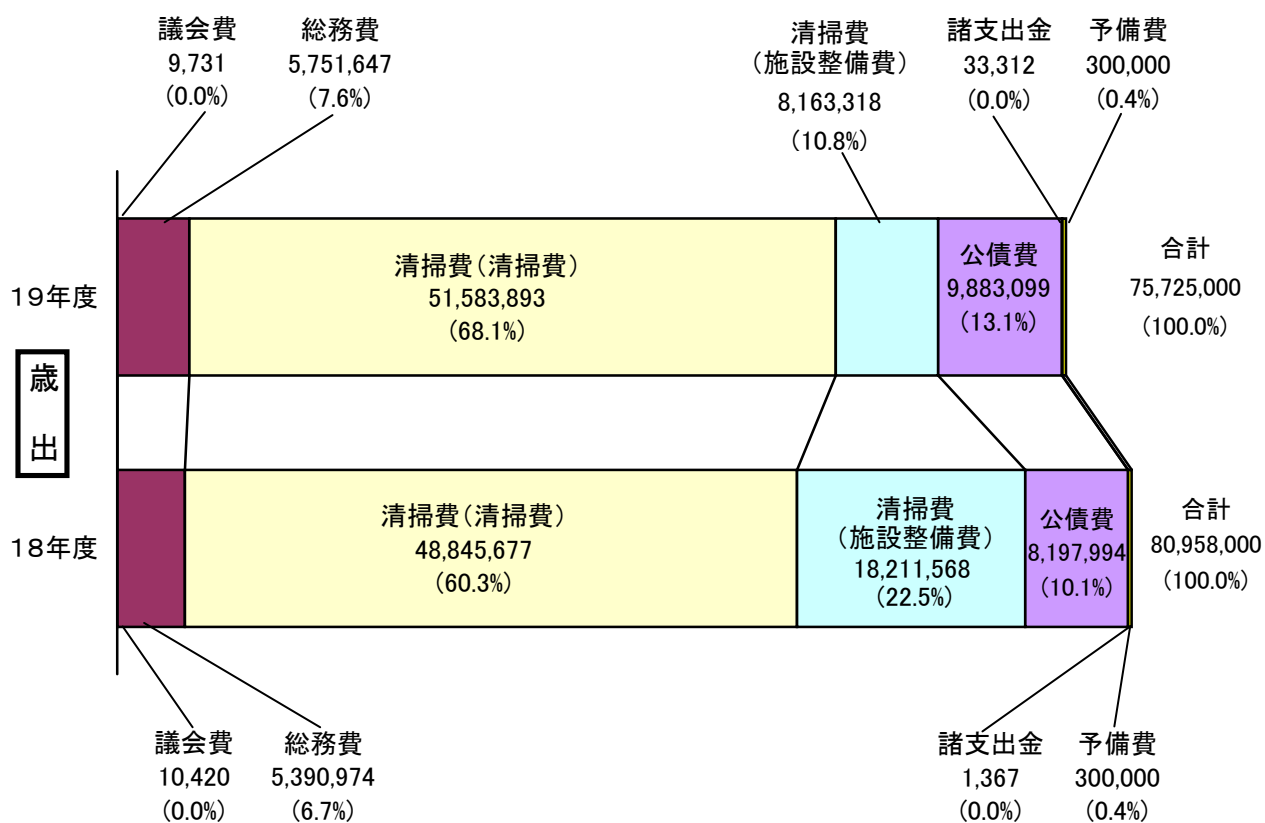 議会費
9,731
(0.0%)
総務費
5,751,647
(7.6%)
清掃費
（施設整備費）
8,163,318
(10.8%)
諸支出金
33,312
(0.0%)
予備費
300,000
(0.4%)
19年度
清掃費（清掃費）
51,583,893
(68.1%)
公債費
9,883,099
(13.1%)
合計
75,725,000
(100.0%)
歳
出
18年度
清掃費（清掃費）
48,845,677
(60.3%)
清掃費
（施設整備費）
18,211,568
(22.5%)
公債費
8,197,994
(10.1%)
合計
80,958,000
(100.0%)
議会費
10,420
(0.0%)
総務費
5,390,974
(6.7%)
諸支出金
1,367
(0.0%)
予備費
300,000
(0.4%)